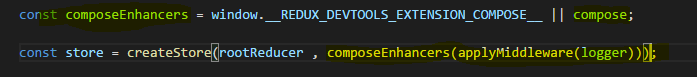 const composeEnhancers = window.__REDUX_DEVTOOLS_EXTENSION_COMPOSE__ || compose;
const store = createStore(rootReducer , composeEnhancers(applyMiddleware(logger)));